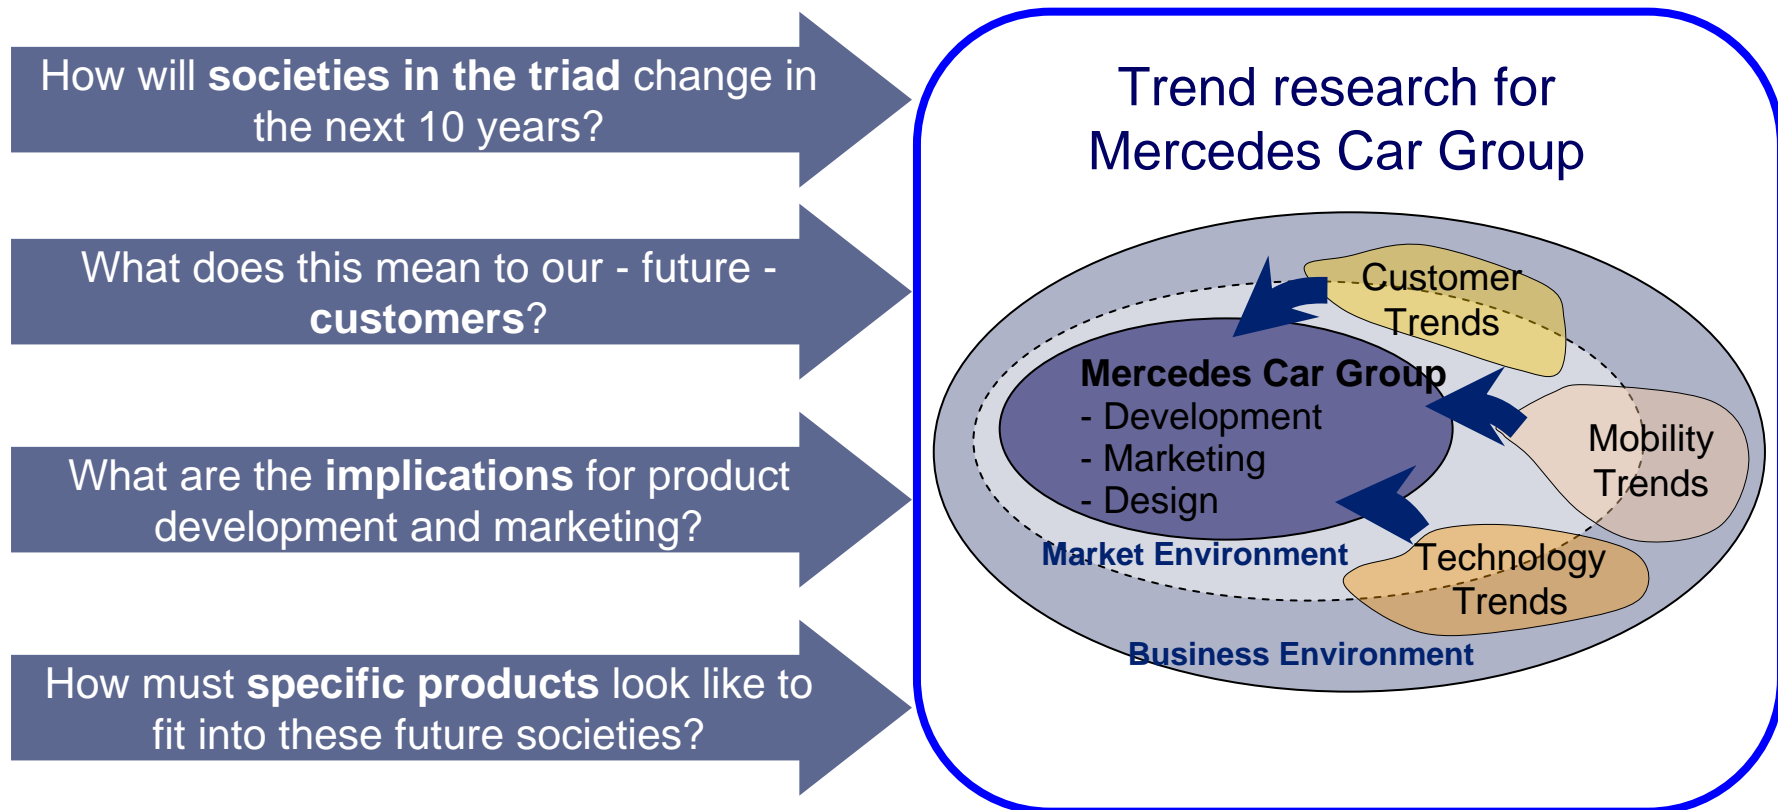 How will societies in the triad change in
the next 10 years?
What does this mean to our - future -
customers?
What are the implications for product
development and marketing?
How must specific products look like to
fit into these future societies?
Trend research for
Mercedes Car Group
Customer
Trends
Mercedes Car Group
- Development
- Marketing
- Design
Mobility
Trends
Market Environment
Technology
Trends
Business Environment